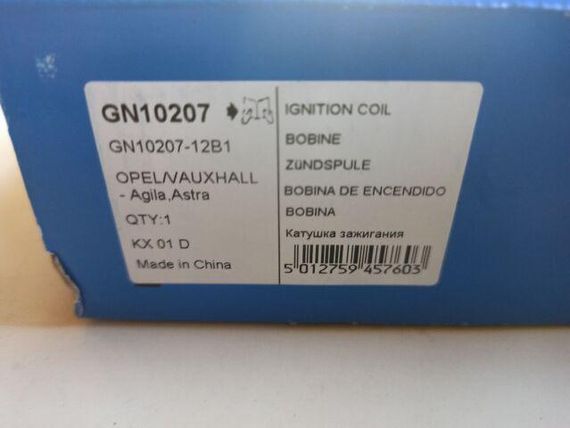 GN10207
GN10207-12B1
OPEL/VAUXHALL
- Agila,Astra
QTY:1
KX 01 D
Made in China
IGNITION COIL
BOBINE
ZüNDSPULE
BOBINA DE ENCENDIDO
BOBINA
Катушка зажигания
5 012759 457603